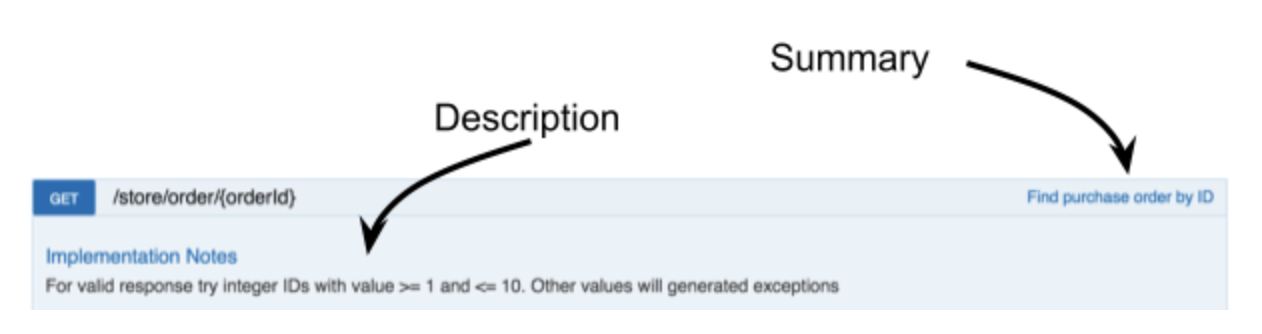 Summary
Description
GET /store/order/{orderId} Find purchase order by ID
Implementation Notes
For valid response try integer IDs with value >= 1 and <= 10. Other values will generated exceptions